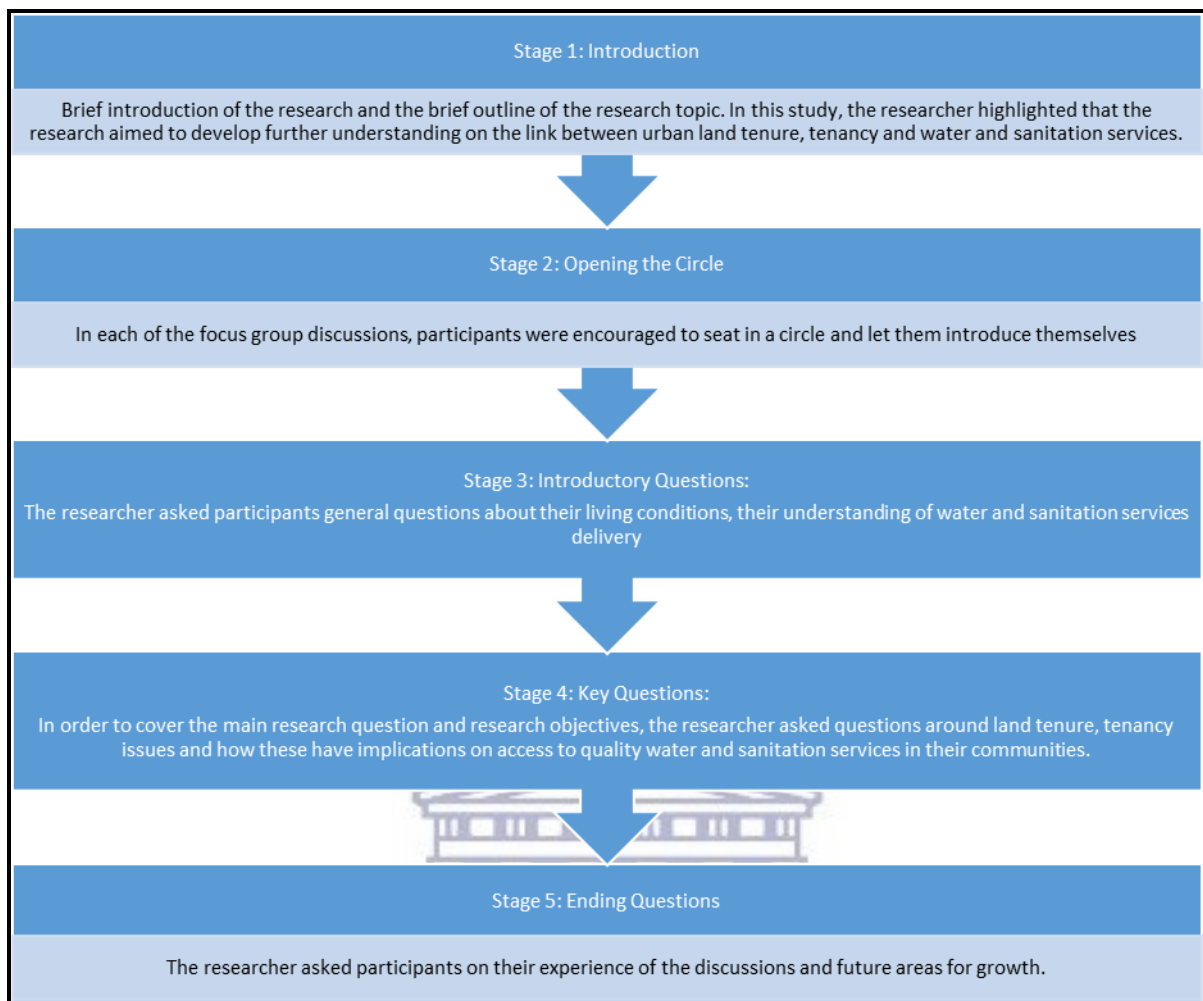 Stage 1: Introduction
Brief introduction of the research and the brief outline of the research topic. In this study, the researcher highlighted that the
research aimed to develop further understanding on the link between urban land tenure, tenancy and water and sanitation services.
Stage 2: Opening the Circle
In each of the focus group discussions, participants were encouraged to seat in a circle and let them introduce themselves
Stage 3: Introductory Questions:
The researcher asked participants general questions about their living conditions, their understanding of water and sanitation services
delivery
Stage 4: Key Questions:
In order to cover the main research question and research objectives, the researcher asked questions around land tenure, tenancy
issues and how these have implications on access to quality water and sanitation services in their communities.
Stage 5: Ending Questions
The researcher asked participants on their experience of the discussions and future areas for growth.